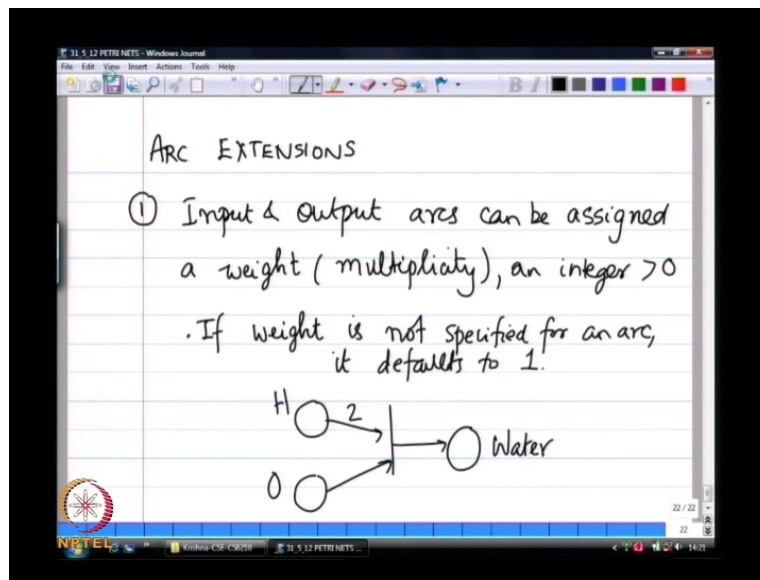 31_5_12 PETRI NETS - Windows Journal
File Edit View Insert Actions Tools Help
B I
ARC EXTENSIONS
① Input & output arcs can be assigned
a weight (multiplicity), an integer >0
. If weight is not specified for an arc,
it defaults to 1.
H 2
Water
O
22 / 22
22
NPTEL
Krishna-CSE-CS6210 31_5_12 PETRI NETS ... 14:21